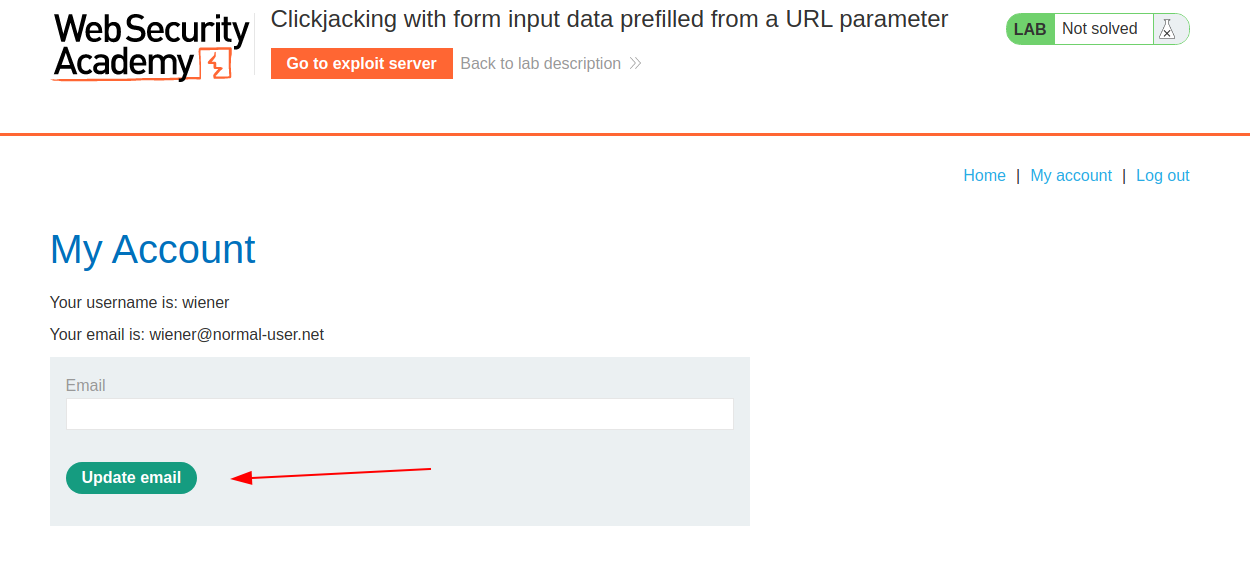 Web Security
Academy
Clickjacking with form input data prefilled from a URL parameter
Go to exploit server
Back to lab description
LAB Not solved
Home | My account | Log out
My Account
Your username is: wiener
Your email is: wiener@normal-user.net
Email
Update email